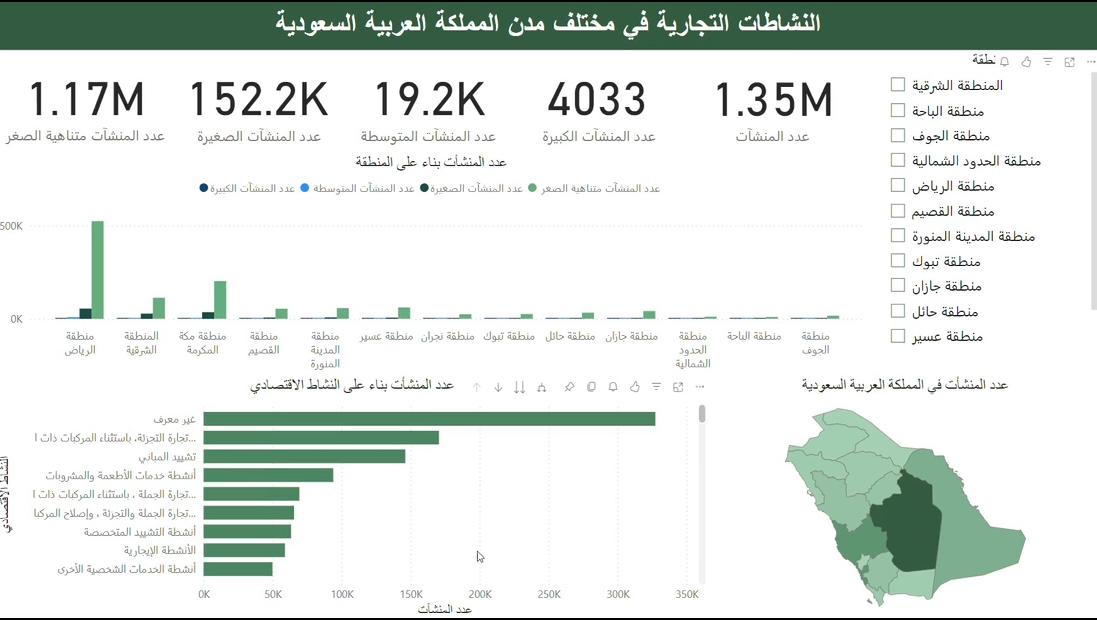 النشاطات التجارية في مختلف مدن المملكة العربية السعودية
1.35M
عدد المنشآت
4033
عدد المنشآت الكبيرة
19.2K
عدد المنشآت المتوسطة
152.2K
عدد المنشآت الصغيرة
1.17M
عدد المنشآت متناهية الصغر
المنطقة الشرقية
منطقة الباحة
منطقة الجوف
منطقة الحدود الشمالية
منطقة الرياض
منطقة القصيم
منطقة المدينة المنورة
منطقة تبوك
منطقة جازان
منطقة حائل
منطقة عسير
عدد المنشآت بناء على المنطقة
عدد المنشآت متناهية الصغر
عدد المنشآت الصغيرة
عدد المنشآت المتوسطة
عدد المنشآت الكبيرة
500K
0K
منطقة الرياض
المنطقة الشرقية
منطقة مكة المكرمة
منطقة القصيم
منطقة المدينة المنورة
منطقة عسير
منطقة نجران
منطقة تبوك
منطقة حائل
منطقة جازان
منطقة الحدود الشمالية
منطقة الباحة
منطقة الجوف
عدد المنشآت في المملكة العربية السعودية
عدد المنشآت بناء على النشاط الاقتصادي
النشاط الاقتصادي
غير معرف
تجارة التجزئة، باستثناء المركبات ذات ا...
تشييد المباني
أنشطة خدمات الأطعمة والمشروبات
تجارة الجملة ، باستثناء المركبات ذات ا...
تجارة الجملة والتجزئة ، وإصلاح المركبا...
أنشطة التشييد المتخصصة
الأنشطة الإيجارية
أنشطة الخدمات الشخصية الأخرى
0K 50K 100K 150K 200K 250K 300K 350K
عدد المنشآت